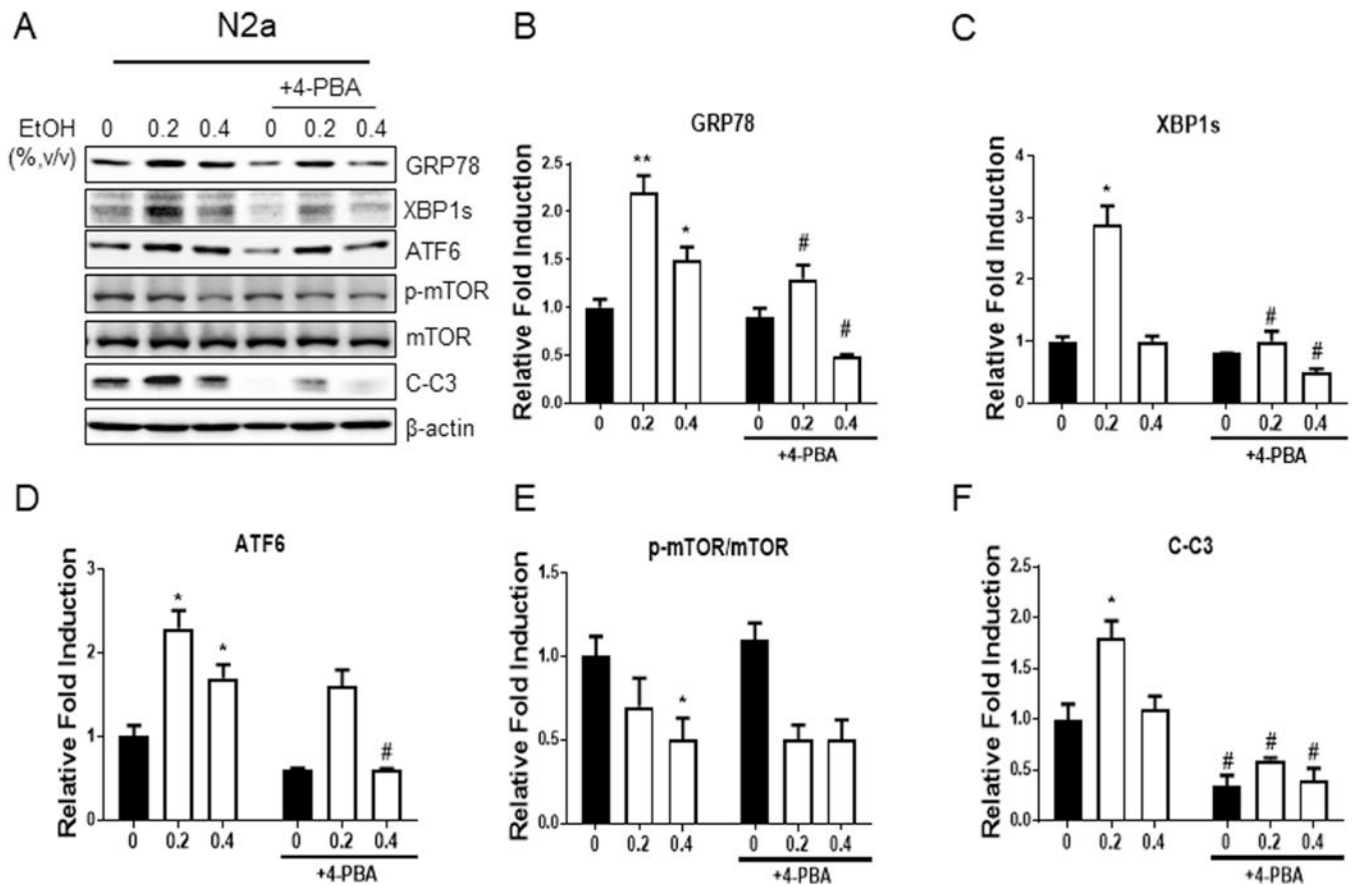 A
N2a
+4-PBA
EtOH 0 0.2 0.4 0 0.2 0.4
(%,v/v)
GRP78
XBP1s
ATF6
p-mTOR
mTOR
C-C3
β-actin
B
GRP78
Relative Fold Induction
2.5
2.0
1.5
1.0
0.5
0.0
**
*
#
#
0 0.2 0.4 0 0.2 0.4
+4-PBA
C
XBP1s
Relative Fold Induction
4
3
2
1
0
*
#
#
0 0.2 0.4 0 0.2 0.4
+4-PBA
D
ATF6
Relative Fold Induction
3
2
1
0
*
*
#
0 0.2 0.4 0 0.2 0.4
+4-PBA
E
p-mTOR/mTOR
Relative Fold Induction
1.5
1.0
0.5
0.0
*
0 0.2 0.4 0 0.2 0.4
+4-PBA
F
C-C3
Relative Fold Induction
2.5
2.0
1.5
1.0
0.5
0.0
*
# # #
0 0.2 0.4 0 0.2 0.4
+4-PBA